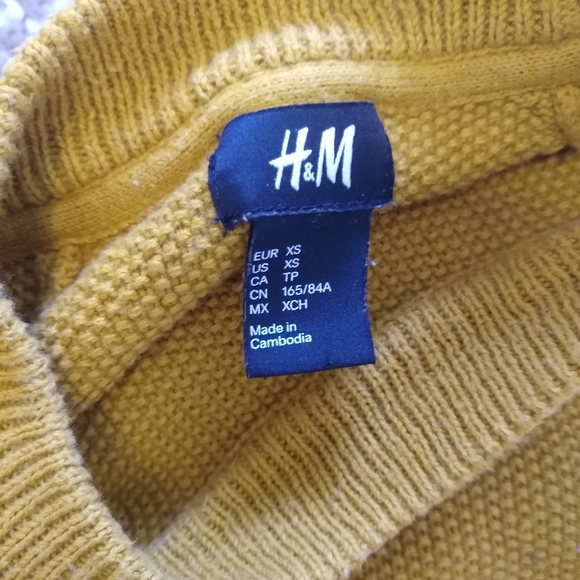 H&M
EUR XS
US XS
CA TP
CN 165/84A
MX XCH
Made in
Cambodia